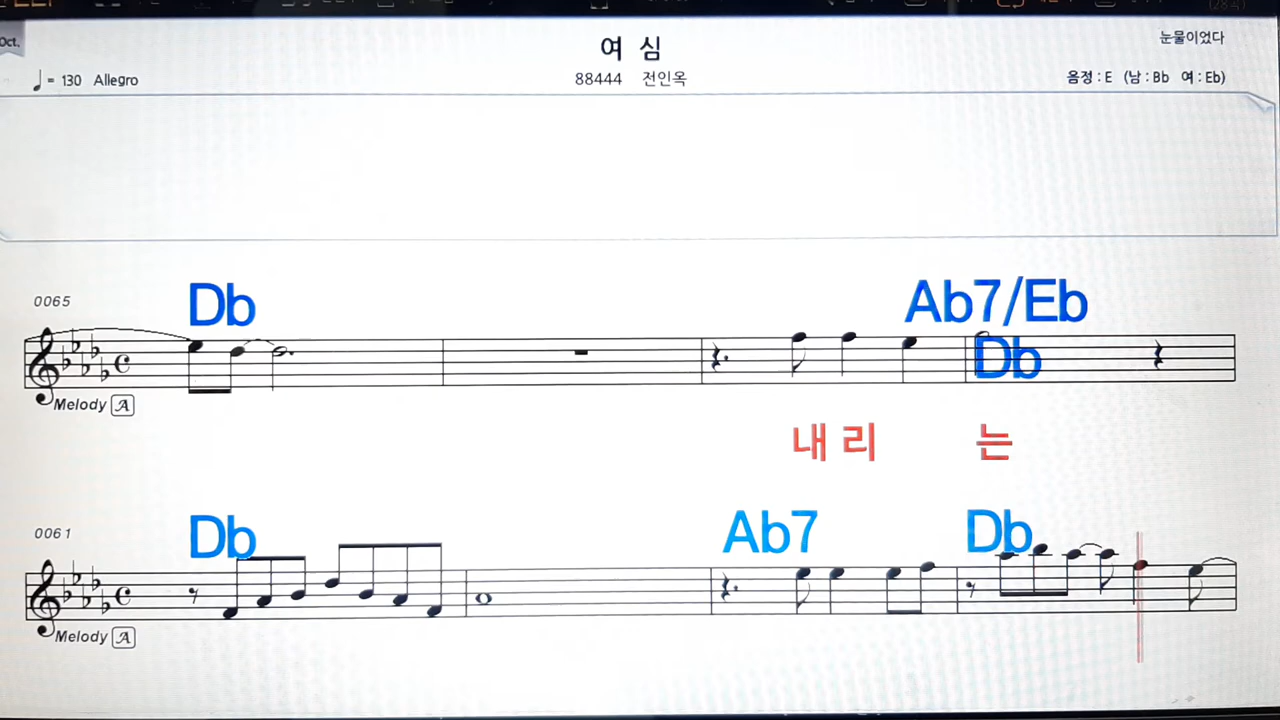 Oct.
여 심
눈물이었다
= 130 Allegro
88444 전인옥
음정 : E (남 : Bb 여 : Eb)
0065
Db
Ab7/Eb
Db
Melody A
내 리 는
0061
Db
Ab7
Db
Melody A